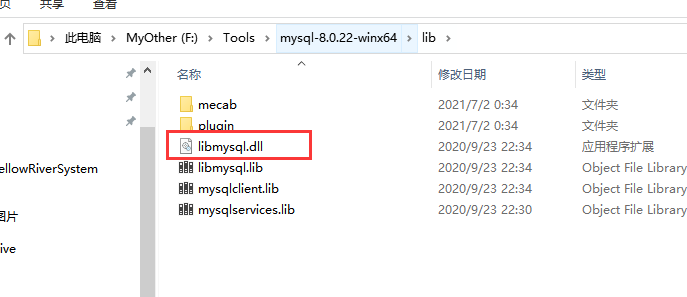 页 共享 查看
此电脑 > MyOther (F:) > Tools > mysql-8.0.22-winx64 > lib >
名称 修改日期 类型
mecab 2021/7/2 0:34 文件夹
plugin 2021/7/2 0:34 文件夹
libmysql.dll 2020/9/23 22:34 应用程序扩展
ellowRiverSystem libmysql.lib 2020/9/23 22:34 Object File Library
mysqlclient.lib 2020/9/23 22:34 Object File Library
图片 mysqlservices.lib 2020/9/23 22:30 Object File Library
ive